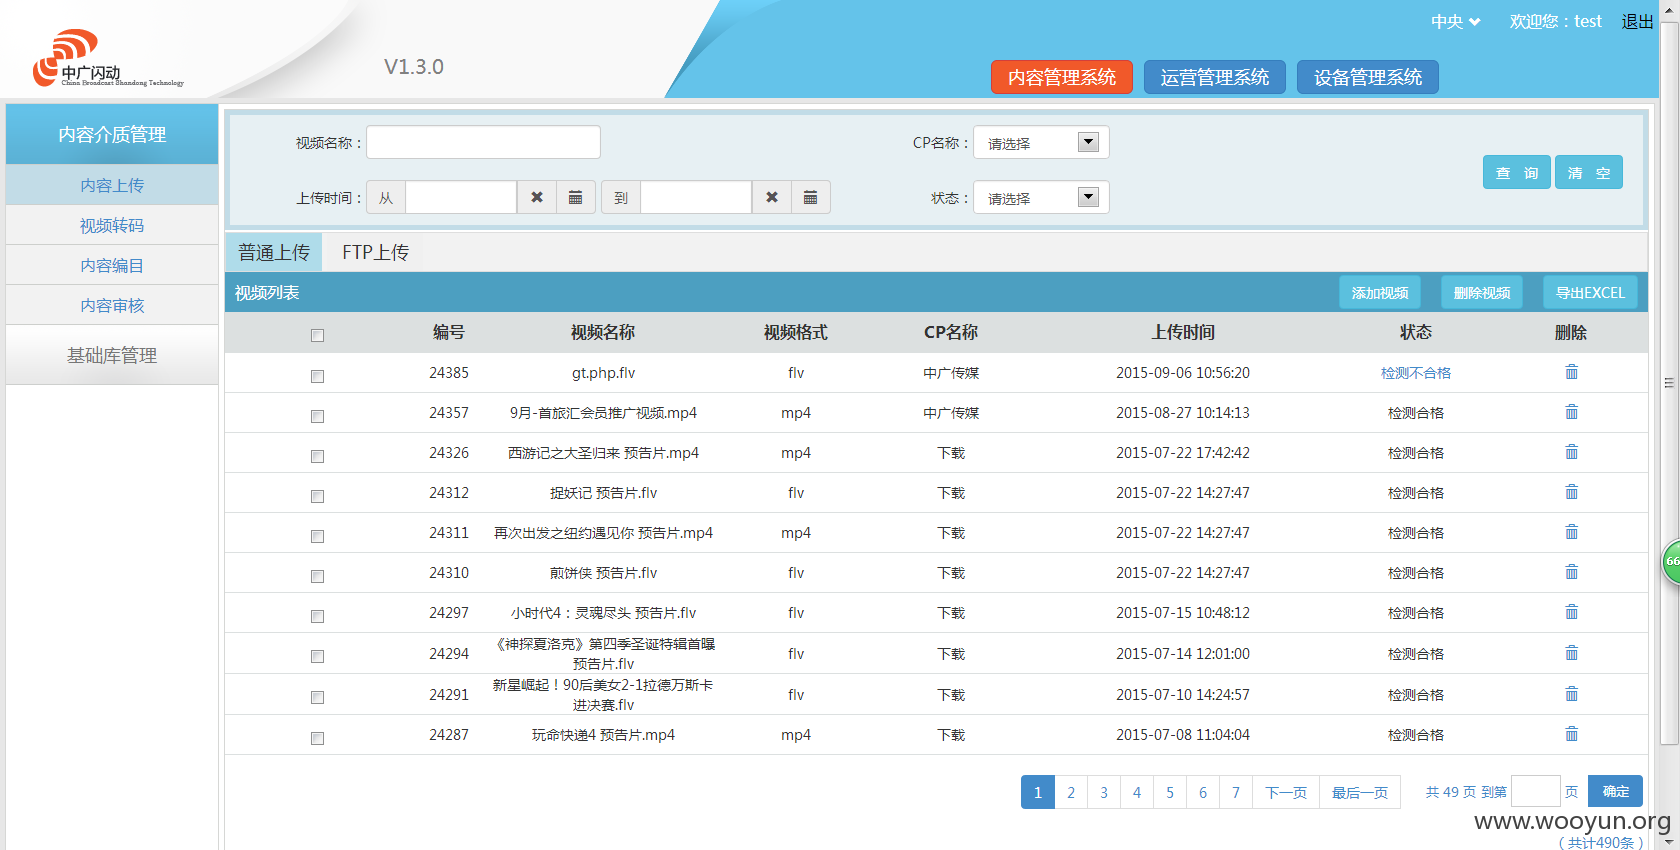 中央 欢迎您：test 退出
中广闪动
China Broadcast Shandong Technology
V1.3.0
内容管理系统 运营管理系统 设备管理系统
内容介质管理
内容上传
视频转码
内容编目
内容审核
基础库管理
视频名称： CP名称： 请选择
上传时间： 从 到 状态： 请选择
查 询 清 空
普通上传 FTP上传
视频列表 添加视频 删除视频 导出EXCEL
编号 视频名称 视频格式 CP名称 上传时间 状态 删除
24385 gt.php.flv flv 中广传媒 2015-09-06 10:56:20 检测不合格
24357 9月-首旅汇会员推广视频.mp4 mp4 中广传媒 2015-08-27 10:14:13 检测合格
24326 西游记之大圣归来 预告片.mp4 mp4 下载 2015-07-22 17:42:42 检测合格
24312 捉妖记 预告片.flv flv 下载 2015-07-22 14:27:47 检测合格
24311 再次出发之纽约遇见你 预告片.mp4 mp4 下载 2015-07-22 14:27:47 检测合格
24310 煎饼侠 预告片.flv flv 下载 2015-07-22 14:27:47 检测合格
24297 小时代4：灵魂尽头 预告片.flv flv 下载 2015-07-15 10:48:12 检测合格
24294 《神探夏洛克》第四季圣诞特辑首曝预告片.flv flv 下载 2015-07-14 12:01:00 检测合格
24291 新星崛起！90后美女2-1拉德万斯卡进决赛.flv flv 下载 2015-07-10 14:24:57 检测合格
24287 玩命快递4 预告片.mp4 mp4 下载 2015-07-08 11:04:04 检测合格
1 2 3 4 5 6 7 下一页 最后一页 共 49 页 到第 页 确定
www.wooyun.org
（共计490条）
66